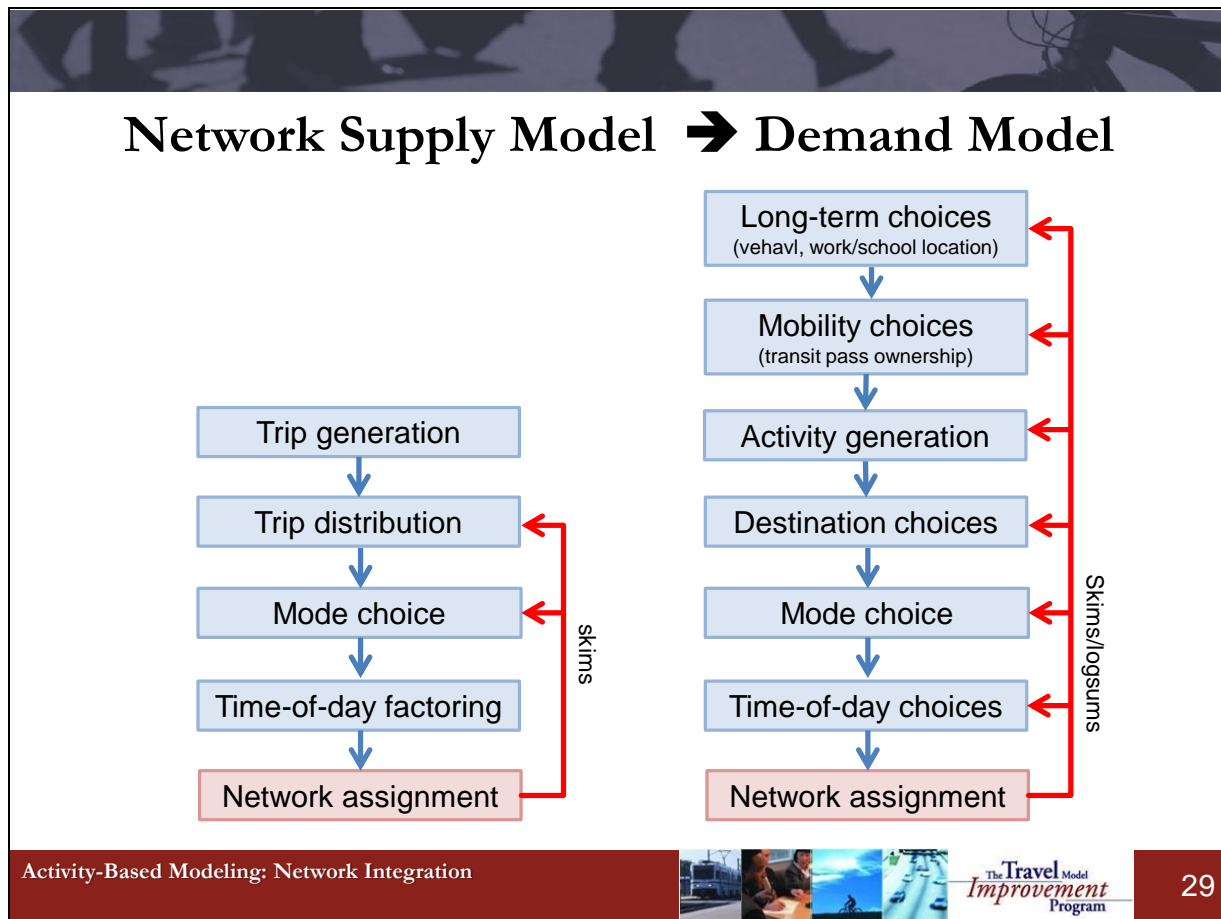 Network Supply Model ➔ Demand Model
Trip generation
Trip distribution
Mode choice
Time-of-day factoring
Network assignment
skims
Long-term choices
(vehavl, work/school location)
Mobility choices
(transit pass ownership)
Activity generation
Destination choices
Mode choice
Time-of-day choices
Network assignment
Skims/logsums
Activity-Based Modeling: Network Integration
The Travel Model
Improvement
Program
29